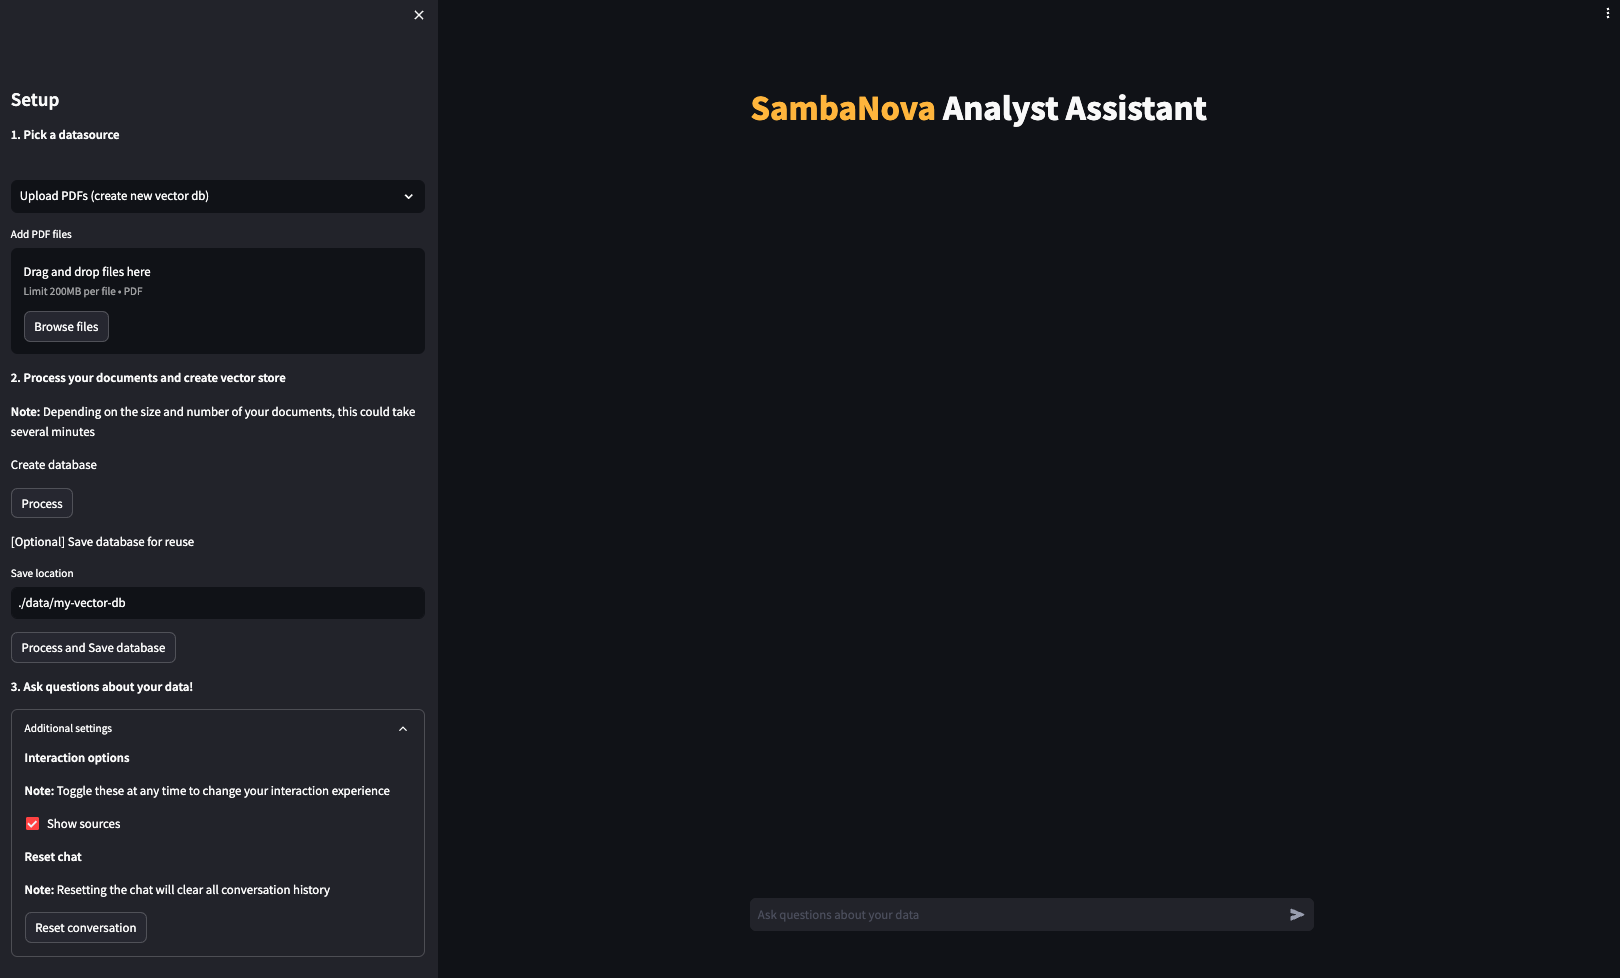 Setup
1. Pick a datasource
Upload PDFs (create new vector db)
Add PDF files
Drag and drop files here
Limit 200MB per file • PDF
Browse files
2. Process your documents and create vector store
Note: Depending on the size and number of your documents, this could take
several minutes
Create database
Process
[Optional] Save database for reuse
Save location
./data/my-vector-db
Process and Save database
3. Ask questions about your data!
Additional settings
Interaction options
Note: Toggle these at any time to change your interaction experience
Show sources
Reset chat
Note: Resetting the chat will clear all conversation history
Reset conversation
SambaNova Analyst Assistant
Ask questions about your data